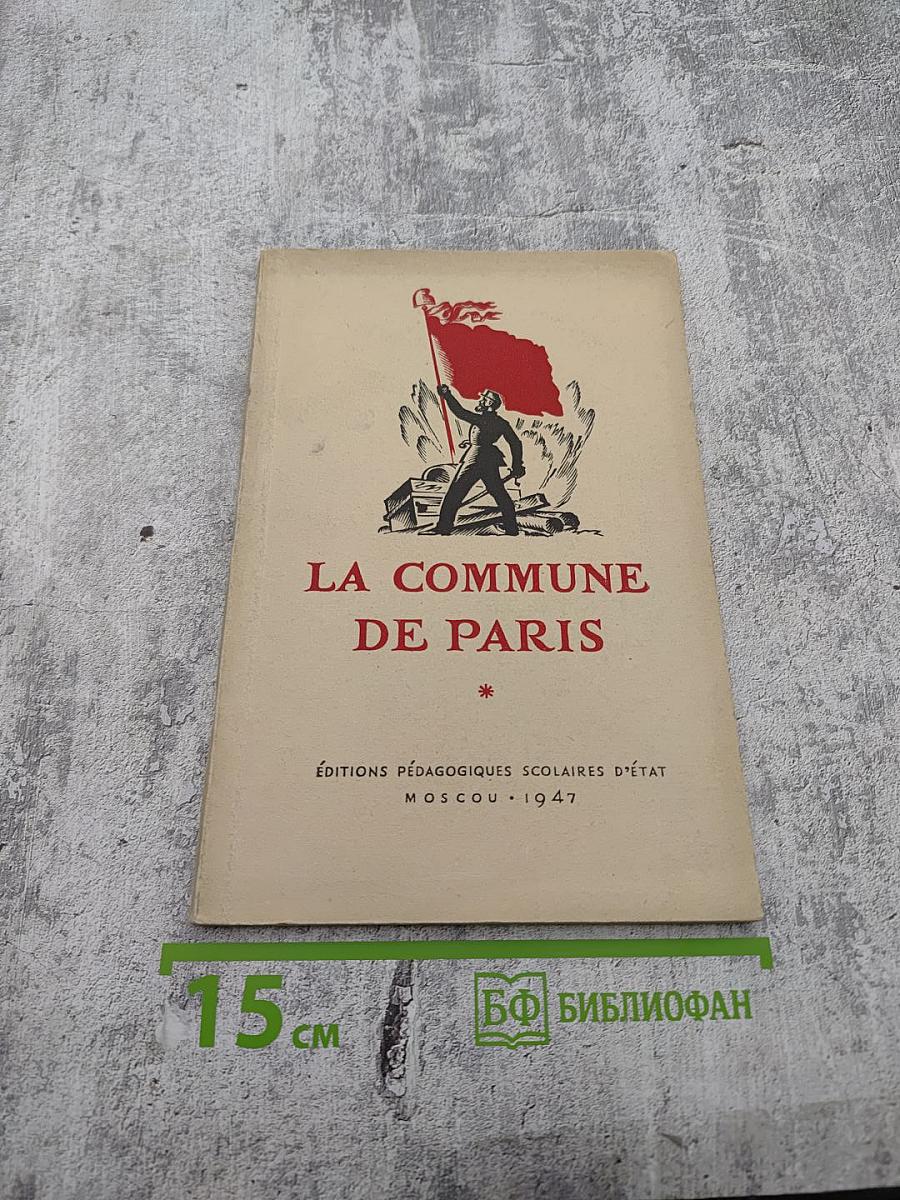 LA COMMUNE
DE PARIS
*
ÉDITIONS PÉDAGOGIQUES SCOLAIRES D'ÉTAT
MOSCOU • 1947
15 см
БФ БИБЛИОФАН